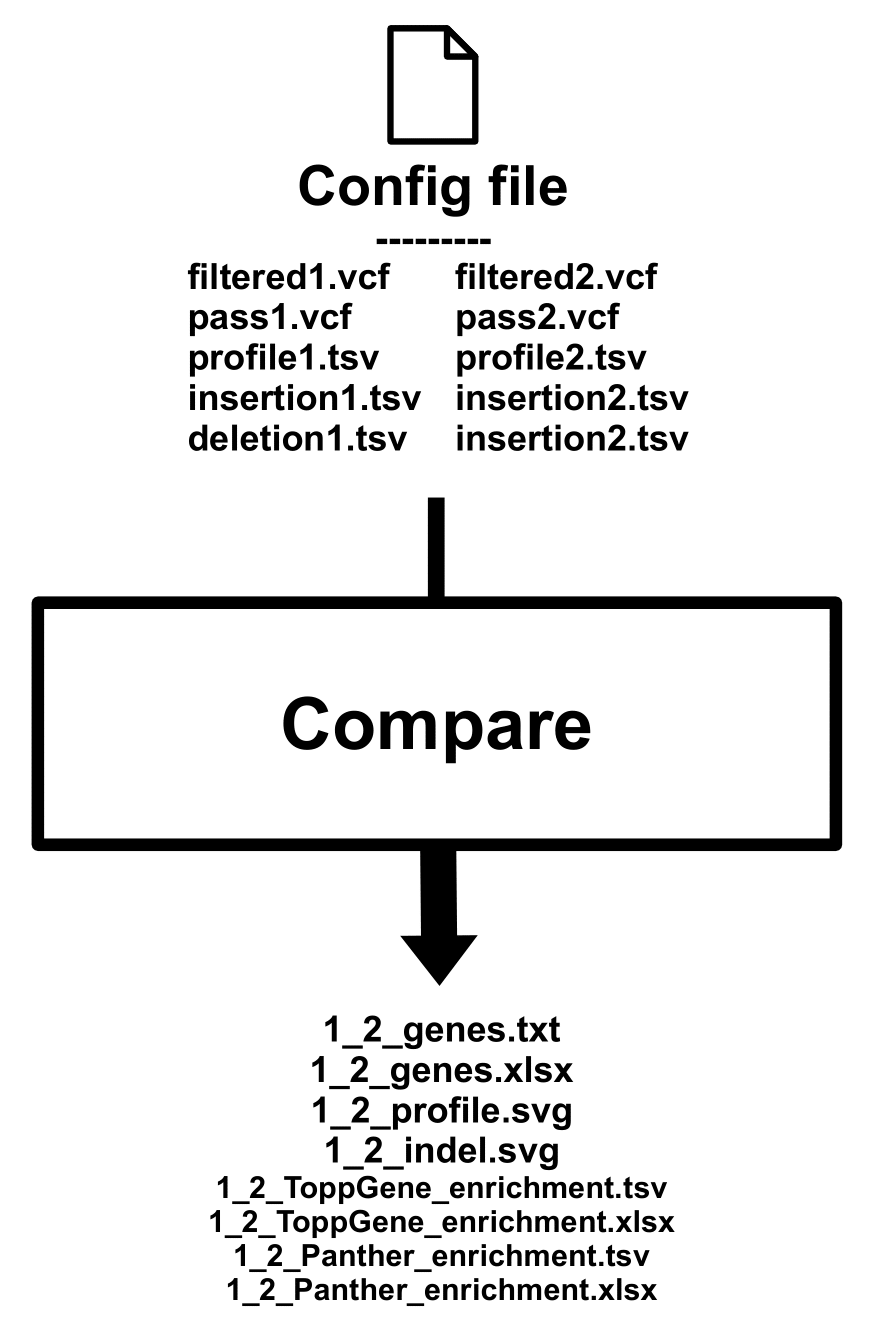 Config file
---------
filtered1.vcf filtered2.vcf
pass1.vcf pass2.vcf
profile1.tsv profile2.tsv
insertion1.tsv insertion2.tsv
deletion1.tsv insertion2.tsv
Compare
1_2_genes.txt
1_2_genes.xlsx
1_2_profile.svg
1_2_indel.svg
1_2_ToppGene_enrichment.tsv
1_2_ToppGene_enrichment.xlsx
1_2_Panther_enrichment.tsv
1_2_Panther_enrichment.xlsx